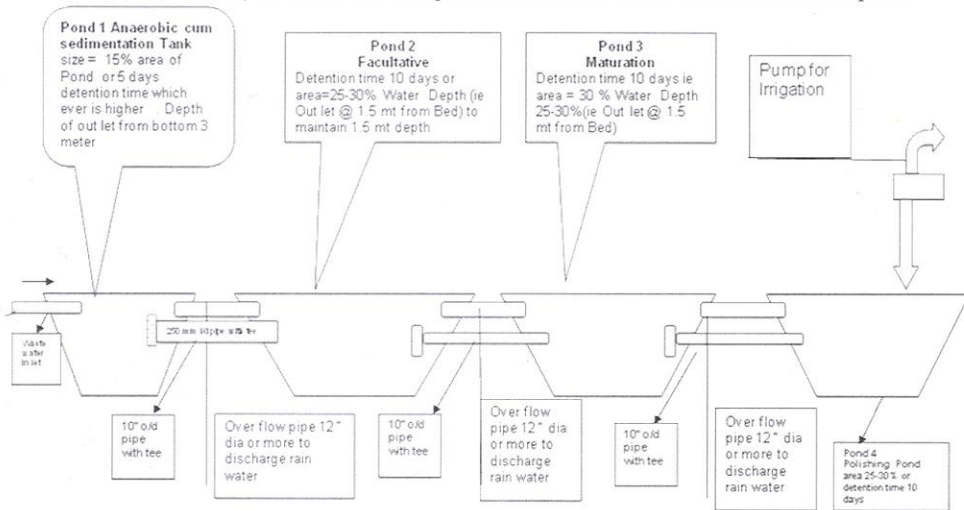 Pond 1 Anaerobic cum
sedimentation Tank
size = 15% area of
Pond or 5 days
detention time which
ever is higher . Depth
of out let from bottom 3
meter
Pond 2
Facultative
Detention time 10 days or
area=25-30% Water Depth (ie
Out let @ 1.5 mt from Bed) to
maintain 1.5 mt depth
Pond 3
Maturation
Detention time 10 days ie
area = 30 % Water Depth
25-30%(ie Out let @ 1.5
mt from Bed)
Pump for
Irrigation
Waste
water
inlet
250 mm id pipe with tee
10" o/d
pipe
with tee
Over flow pipe 12"
dia or more to
discharge rain
water
10" o/d
pipe
with tee
Over flow
pipe 12"
dia or more to
discharge
rain water
10" o/d
pipe
with tee
Over flow
pipe 12"
dia or more to
discharge
rain water
Pond 4
Polishing Pond
area 25-30% or
detention time 10
days